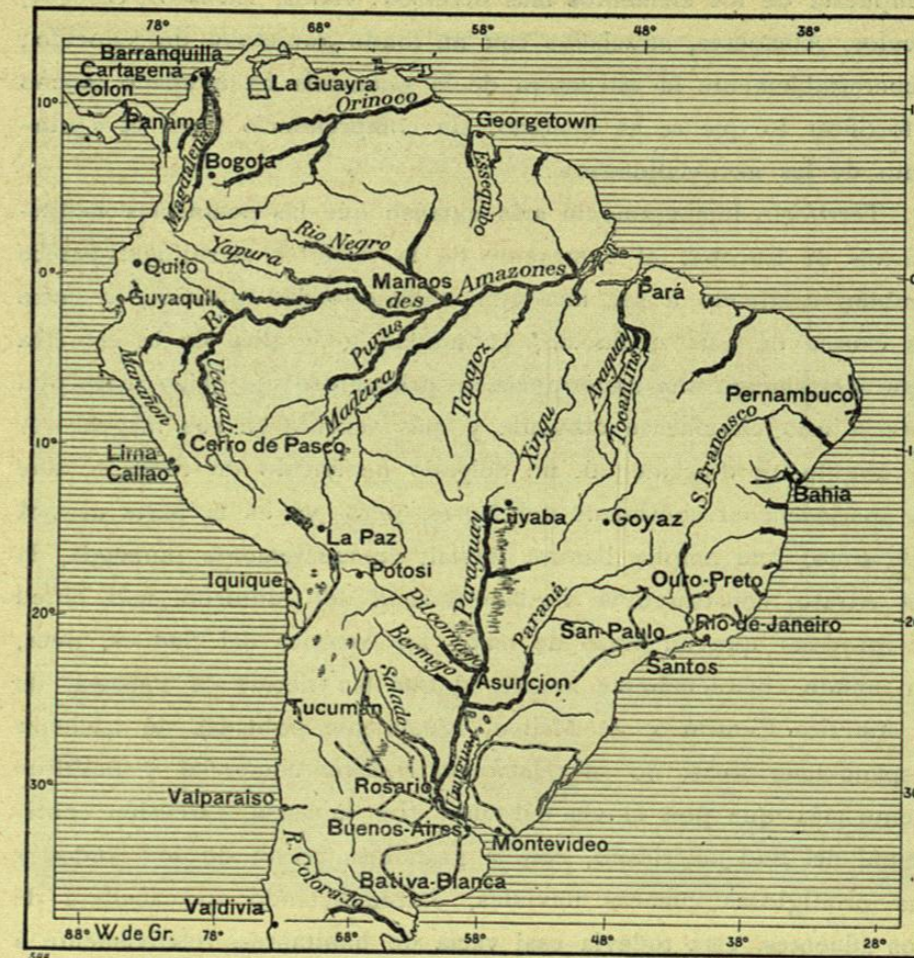 78°
68°
58°
48°
38°
Barranquilla
Cartagena
Colon
La Guayra
10°
Orinoco
Panama
Georgetown
Magdalena
Bogota
Essequibo
Rio Negro
Yapura
0°
Quito
Manaos
Amazones
des
Pará
Guyaquil
R.
Purus
Marañon
Ucayali
Madeira
Tapajoz
Xingu
Araguay
Tocantins
Pernambuco
S. Francisco
10°
Cerro de Pasco
Lima
Callao
Bahia
Cuyaba
Goyaz
La Paz
Potosi
Iquique
Paraguay
Ouro-Preto
20°
Pilcomayo
Paraná
San Paulo
Rio-de-Janeiro
Bermejo
Santos
Asuncion
Salado
Tucumán
30°
Rosario
Valparaiso
Buenos-Aires
Montevideo
R. Colorado
Bativa-Blanca
Valdivia
88°
W. de Gr.
78°
68°
58°
48°
38°
28°